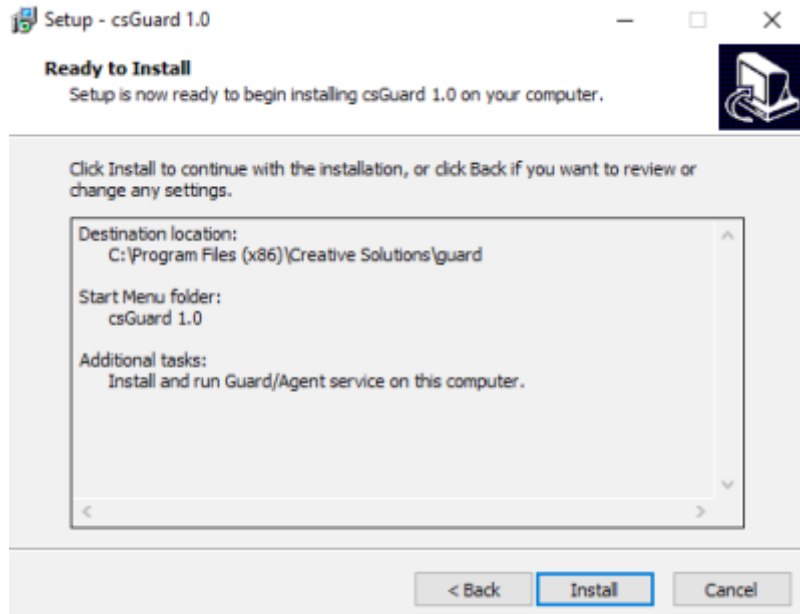 Setup - csGuard 1.0
Ready to Install
Setup is now ready to begin installing csGuard 1.0 on your computer.
Click Install to continue with the installation, or click Back if you want to review or
change any settings.
Destination location:
C:\Program Files (x86)\Creative Solutions\guard
Start Menu folder:
csGuard 1.0
Additional tasks:
Install and run Guard/Agent service on this computer.
< Back
Install
Cancel